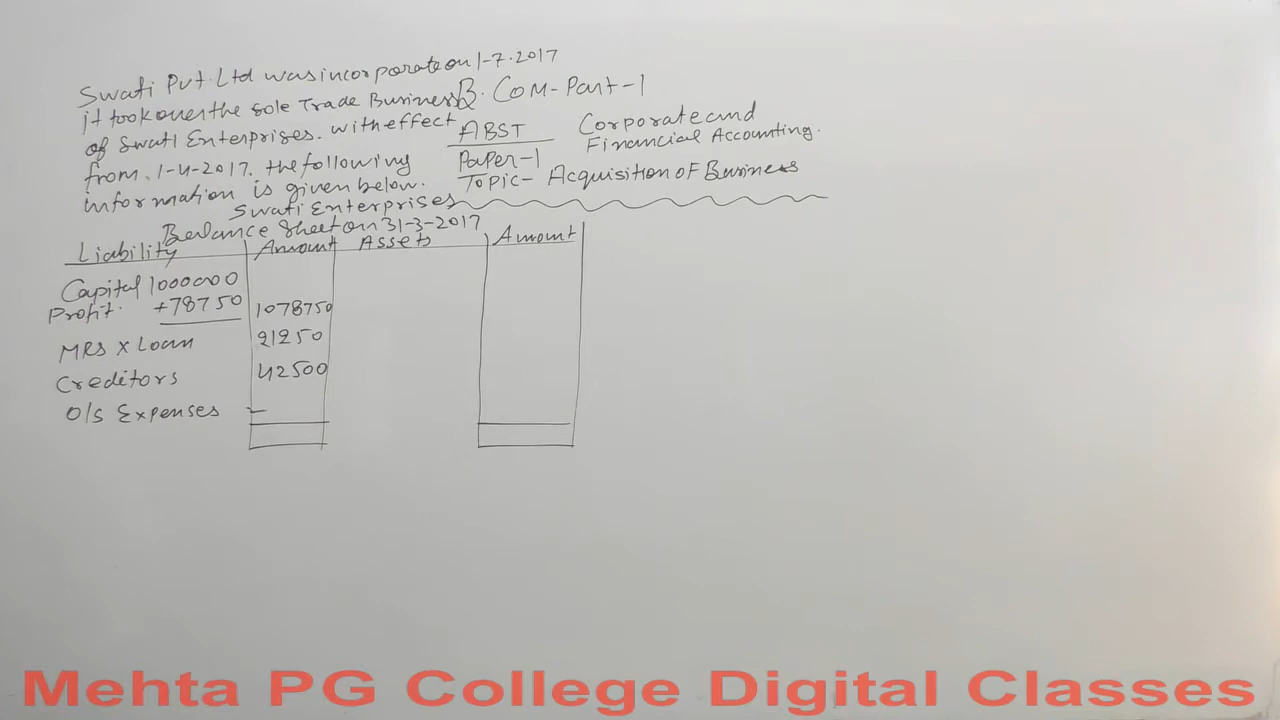 Swati Pvt. Ltd was incorporate on 1-7-2017
it took over the sole Trade Business
of Swati Enterprises. with effect
from. 1-4-2017. the following
information is given below.
B. Com-Part-1
ABST
Paper-1
Corporate and
Financial Accounting.
Topic- Acquisition of Business
Swati Enterprises
Balance Sheet on 31-3-2017
Liability Amount Assets Amount
Capital 1000000
Profit. +78750 1078750
MRS X Loan 21250
Creditors 42500
O/S Expenses —
Mehta PG College Digital Classes